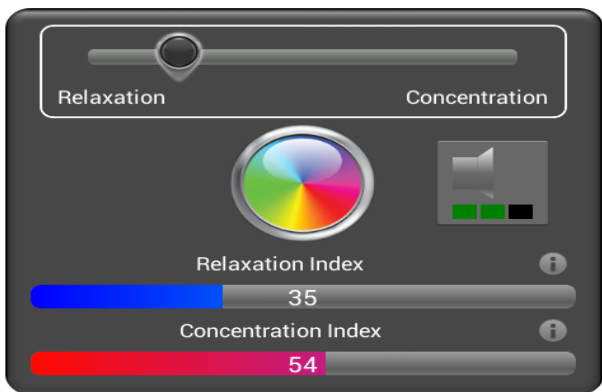 Relaxation Concentration
Relaxation Index
35
Concentration Index
54